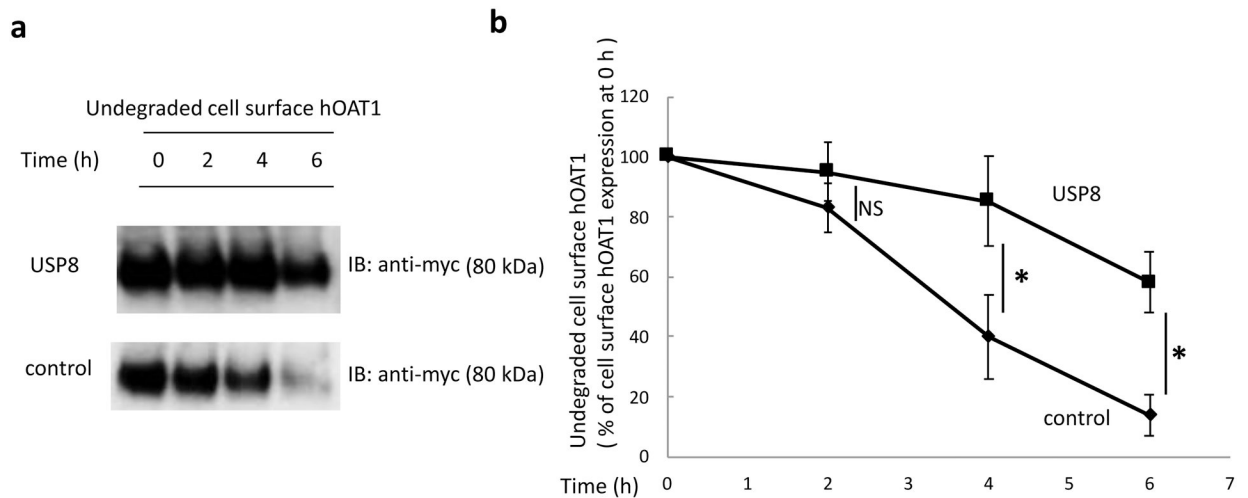 a
Undegraded cell surface hOAT1
Time (h) 0 2 4 6
USP8 IB: anti-myc (80 kDa)
control IB: anti-myc (80 kDa)
b
Undegraded cell surface hOAT1
( % of cell surface hOAT1 expression at 0 h )
120
100
80
60
40
20
0
NS
USP8
*
*
control
Time (h) 0 1 2 3 4 5 6 7